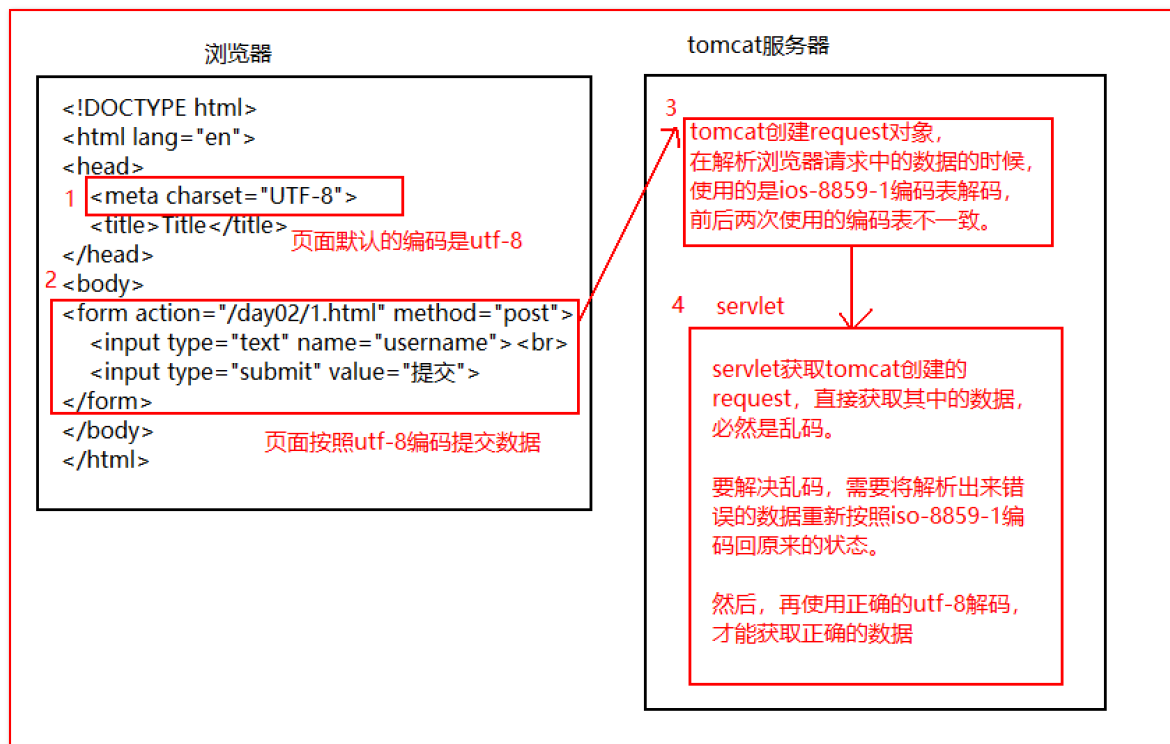 浏览器
<!DOCTYPE html>
<html lang="en">
<head>
1 <meta charset="UTF-8">
<title>Title</title>
页面默认的编码是utf-8
</head>
2 <body>
<form action="/day02/1.html" method="post">
<input type="text" name="username"><br>
<input type="submit" value="提交">
</form>
</body>
页面按照utf-8编码提交数据
</html>
tomcat服务器
3
tomcat创建request对象，
在解析浏览器请求中的数据的时候，
使用的是ios-8859-1编码表解码，
前后两次使用的编码表不一致。
4 servlet
servlet获取tomcat创建的
request，直接获取其中的数据，
必然是乱码。
要解决乱码，需要将解析出来错
误的数据重新按照iso-8859-1编
码回原来的状态。
然后，再使用正确的utf-8解码，
才能获取正确的数据